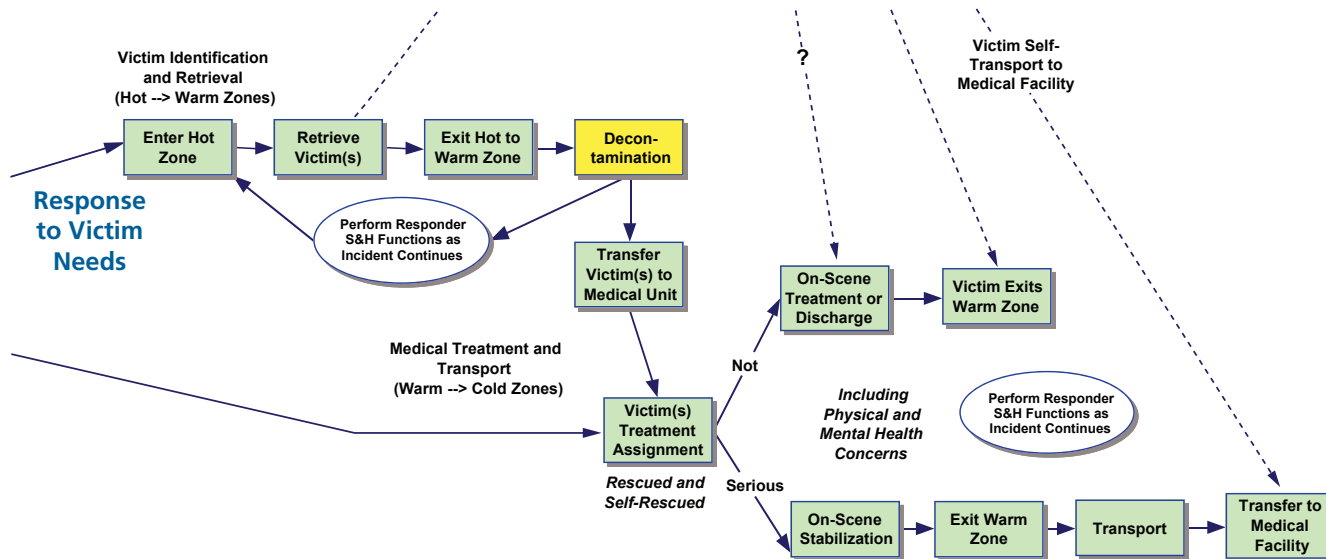 Victim Identification
and Retrieval
(Hot --> Warm Zones)
?
Victim Self-
Transport to
Medical Facility
Enter Hot
Zone
Retrieve
Victim(s)
Exit Hot to
Warm Zone
Decon-
tamination
Response
to Victim
Needs
Perform Responder
S&H Functions as
Incident Continues
Transfer
Victim(s) to
Medical Unit
On-Scene
Treatment or
Discharge
Victim Exits
Warm Zone
Medical Treatment and
Transport
(Warm --> Cold Zones)
Not
Victim(s)
Treatment
Assignment
Including
Physical and
Mental Health
Concerns
Perform Responder
S&H Functions as
Incident Continues
Rescued and
Self-Rescued
Serious
On-Scene
Stabilization
Exit Warm
Zone
Transport
Transfer to
Medical
Facility